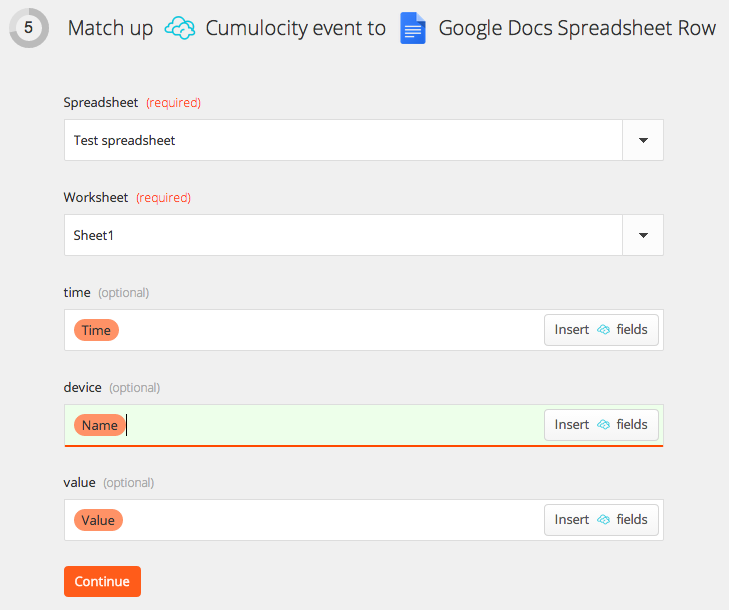 5 Match up Cumulocity event to Google Docs Spreadsheet Row
Spreadsheet (required)
Test spreadsheet
Worksheet (required)
Sheet1
time (optional)
Time Insert fields
device (optional)
Name Insert fields
value (optional)
Value Insert fields
Continue